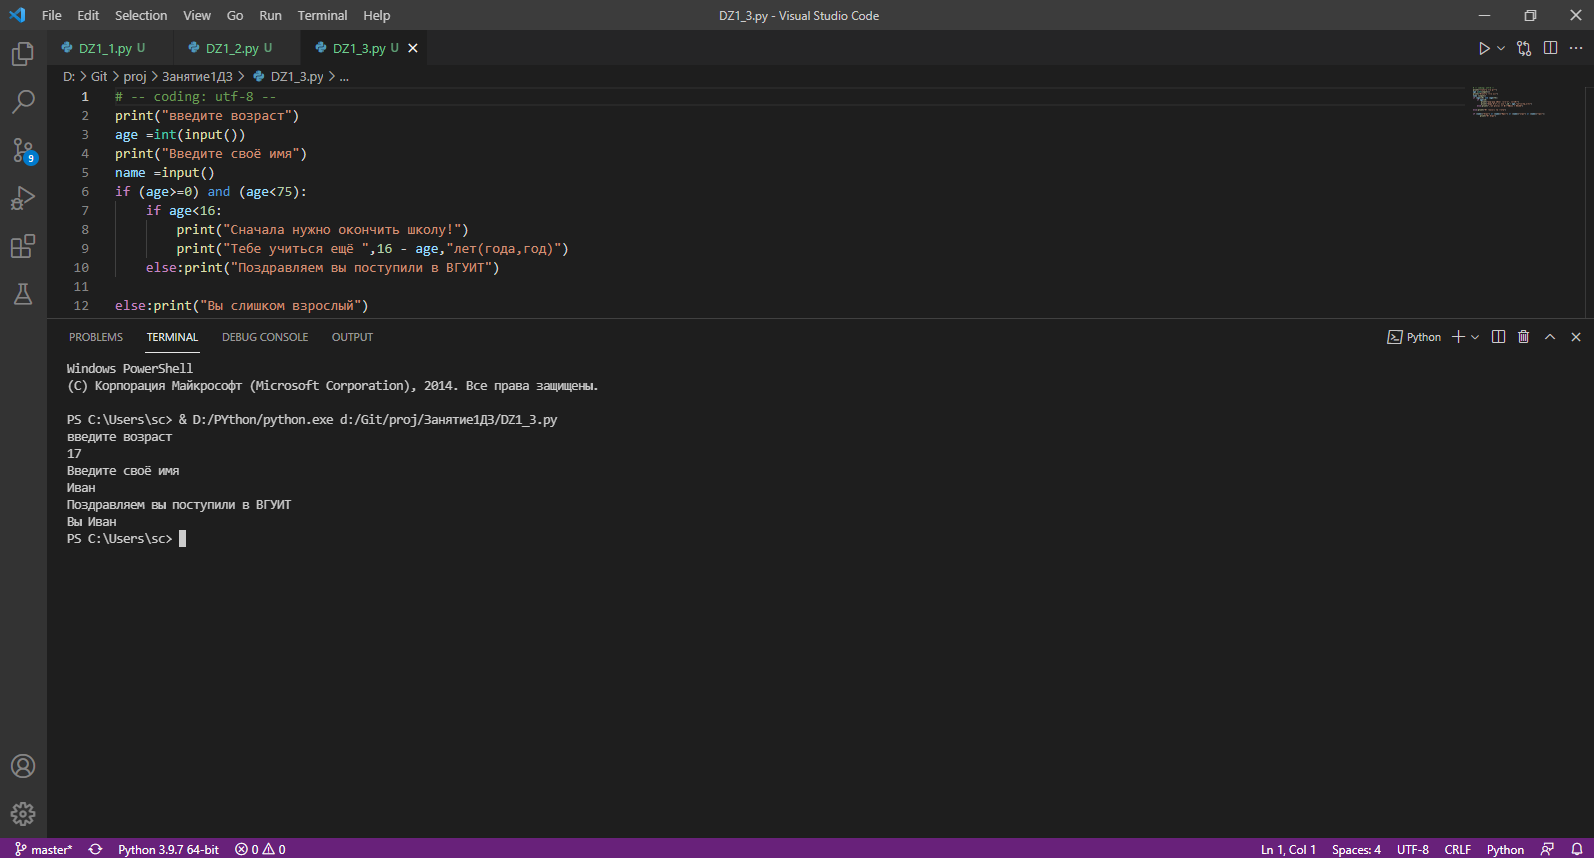 File Edit Selection View Go Run Terminal Help
DZ1_3.py - Visual Studio Code
DZ1_1.py U
DZ1_2.py U
DZ1_3.py U
D: > Git > proj > Занятие1ДЗ > DZ1_3.py > ...
1 # -- coding: utf-8 --
2 print("введите возраст")
3 age =int(input())
4 print("Введите своё имя")
5 name =input()
6 if (age>=0) and (age<75):
7 if age<16:
8 print("Сначала нужно окончить школу!")
9 print("Тебе учиться ещё ",16 - age,"лет(года,год)")
10 else:print("Поздравляем вы поступили в ВГУИТ")
11
12 else:print("Вы слишком взрослый")
9
PROBLEMS TERMINAL DEBUG CONSOLE OUTPUT
Python
Windows PowerShell
(C) Корпорация Майкрософт (Microsoft Corporation), 2014. Все права защищены.
PS C:\Users\sc> & D:/PYthon/python.exe d:/Git/proj/Занятие1ДЗ/DZ1_3.py
введите возраст
17
Введите своё имя
Иван
Поздравляем вы поступили в ВГУИТ
Вы Иван
PS C:\Users\sc>
master* Python 3.9.7 64-bit 0 0 Ln 1, Col 1 Spaces: 4 UTF-8 CRLF Python